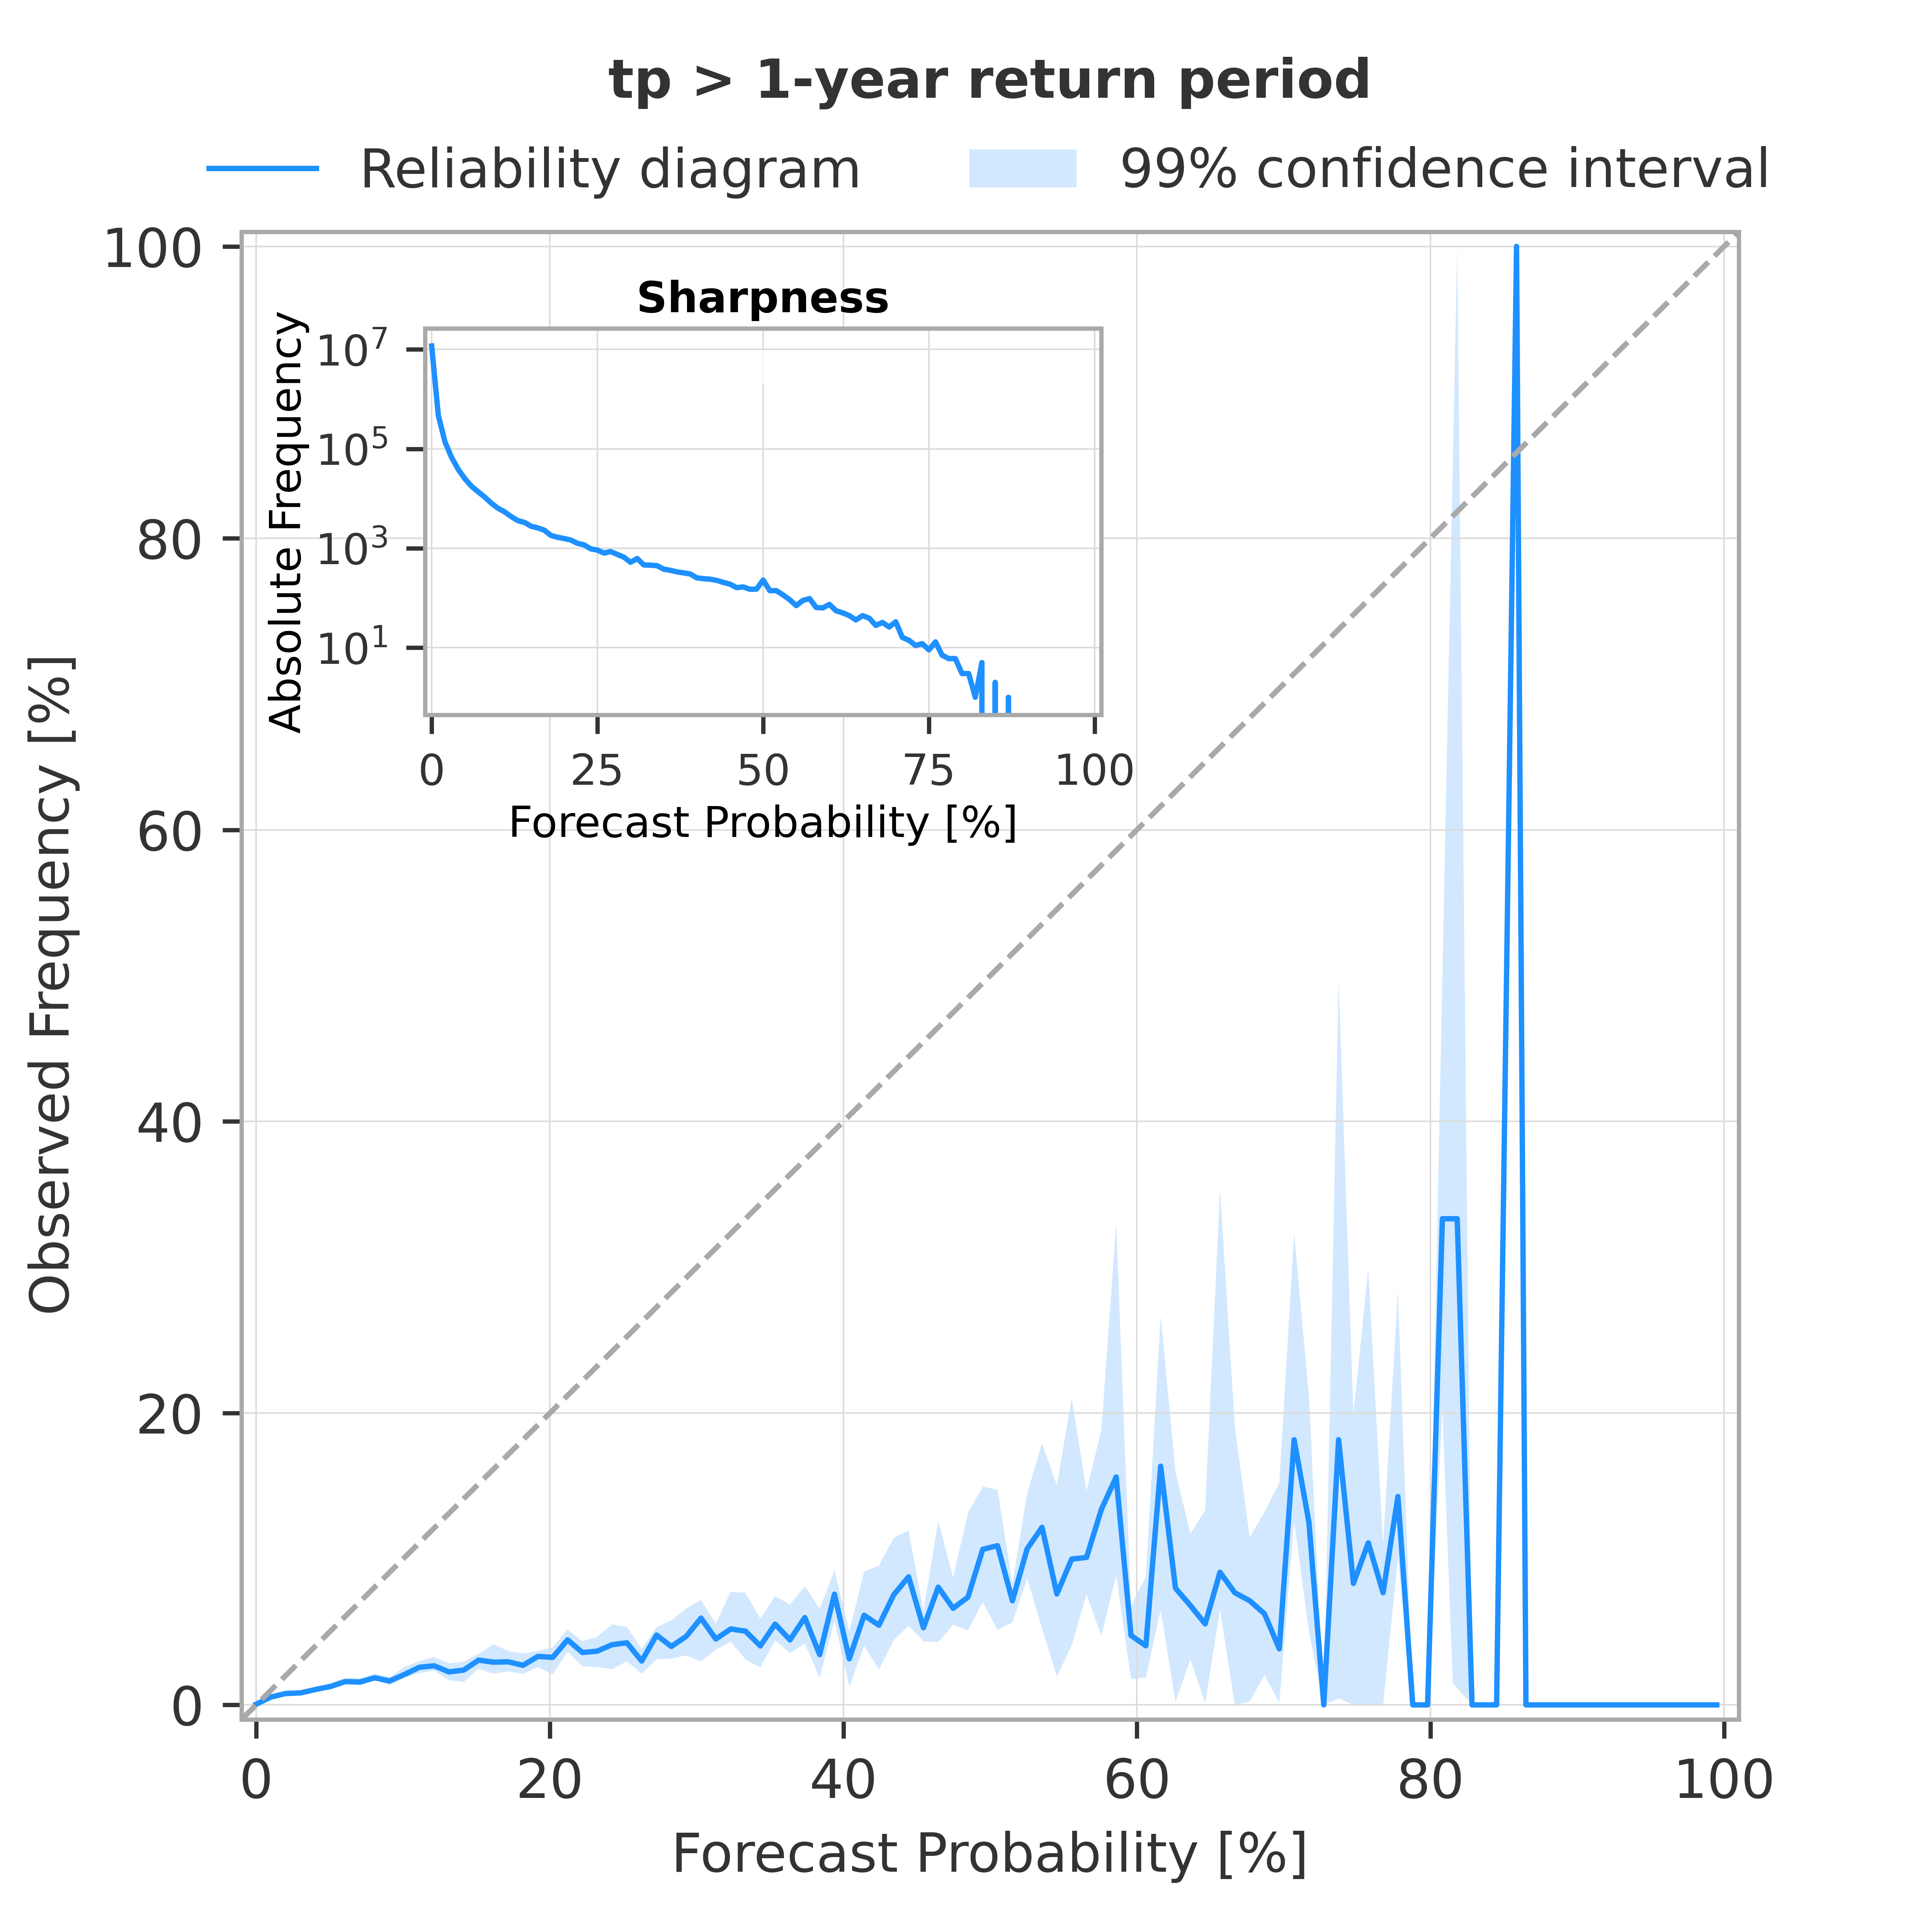 tp > 1-year return period
Reliability diagram
99% confidence interval
Observed Frequency [%]
100
80
60
40
20
0
Sharpness
Absolute Frequency
10⁷
10⁵
10³
10¹
0 25 50 75 100
Forecast Probability [%]
0 20 40 60 80 100
Forecast Probability [%]